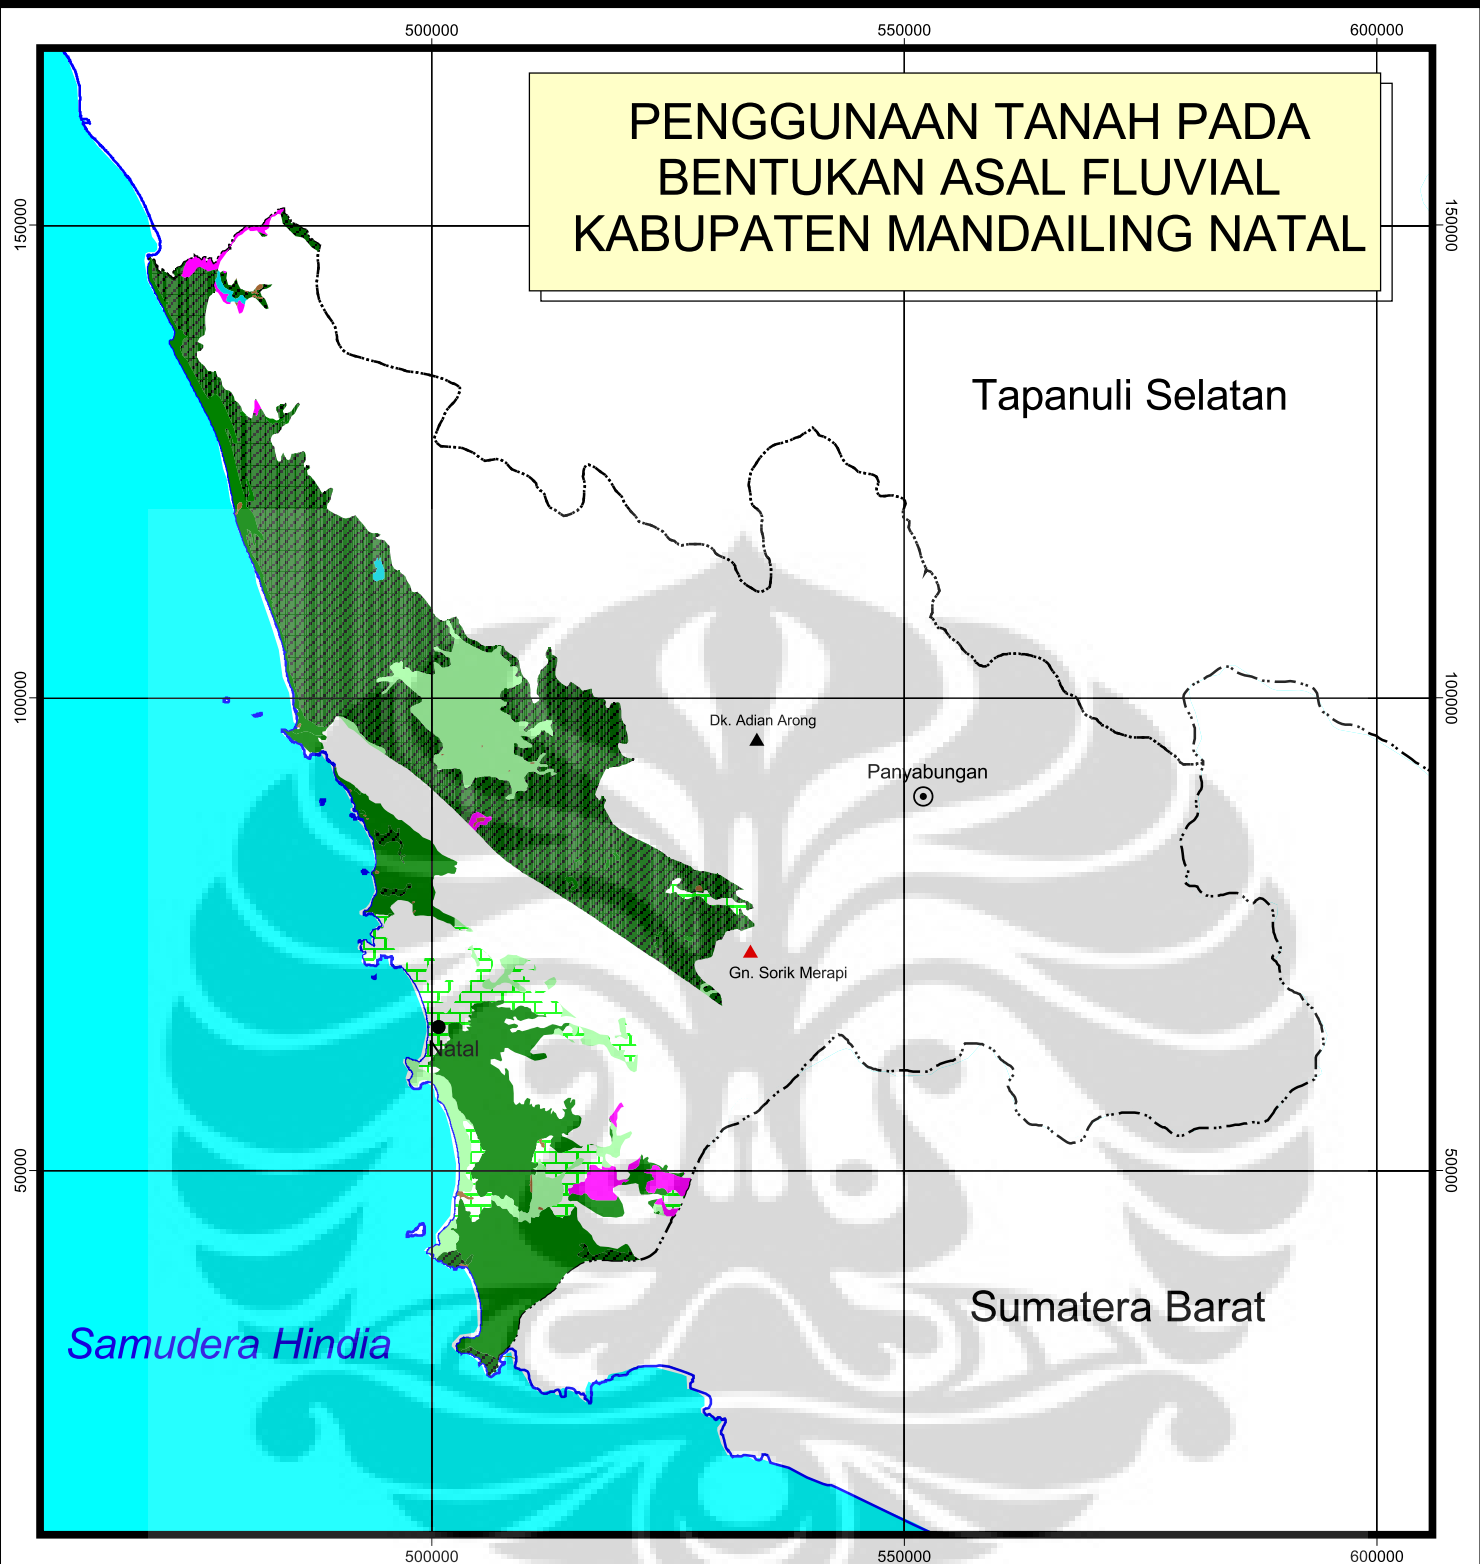 500000
550000
600000
PENGGUNAAN TANAH PADA
BENTUKAN ASAL FLUVIAL
KABUPATEN MANDAILING NATAL
150000
150000
Tapanuli Selatan
100000
100000
Dk. Adian Arong
Panyabungan
Gn. Sorik Merapi
Natal
50000
50000
Sumatera Barat
Samudera Hindia
500000
550000
600000